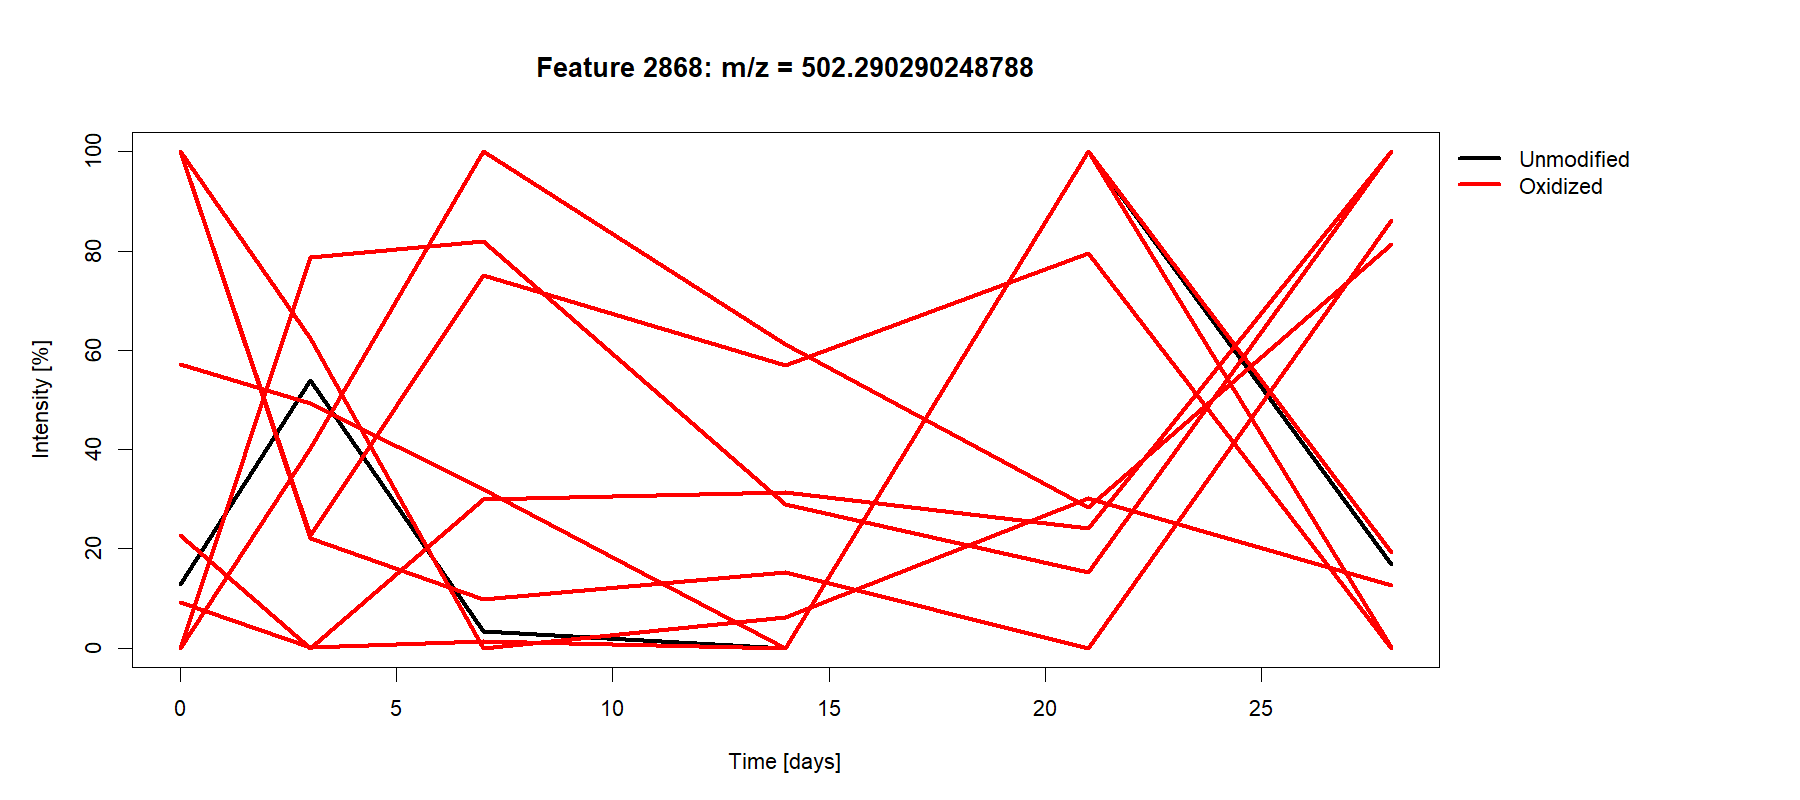 Feature 2868: m/z = 502.290290248788
Unmodified
Oxidized
Intensity [%]
100
80
60
40
20
0
0 5 10 15 20 25
Time [days]